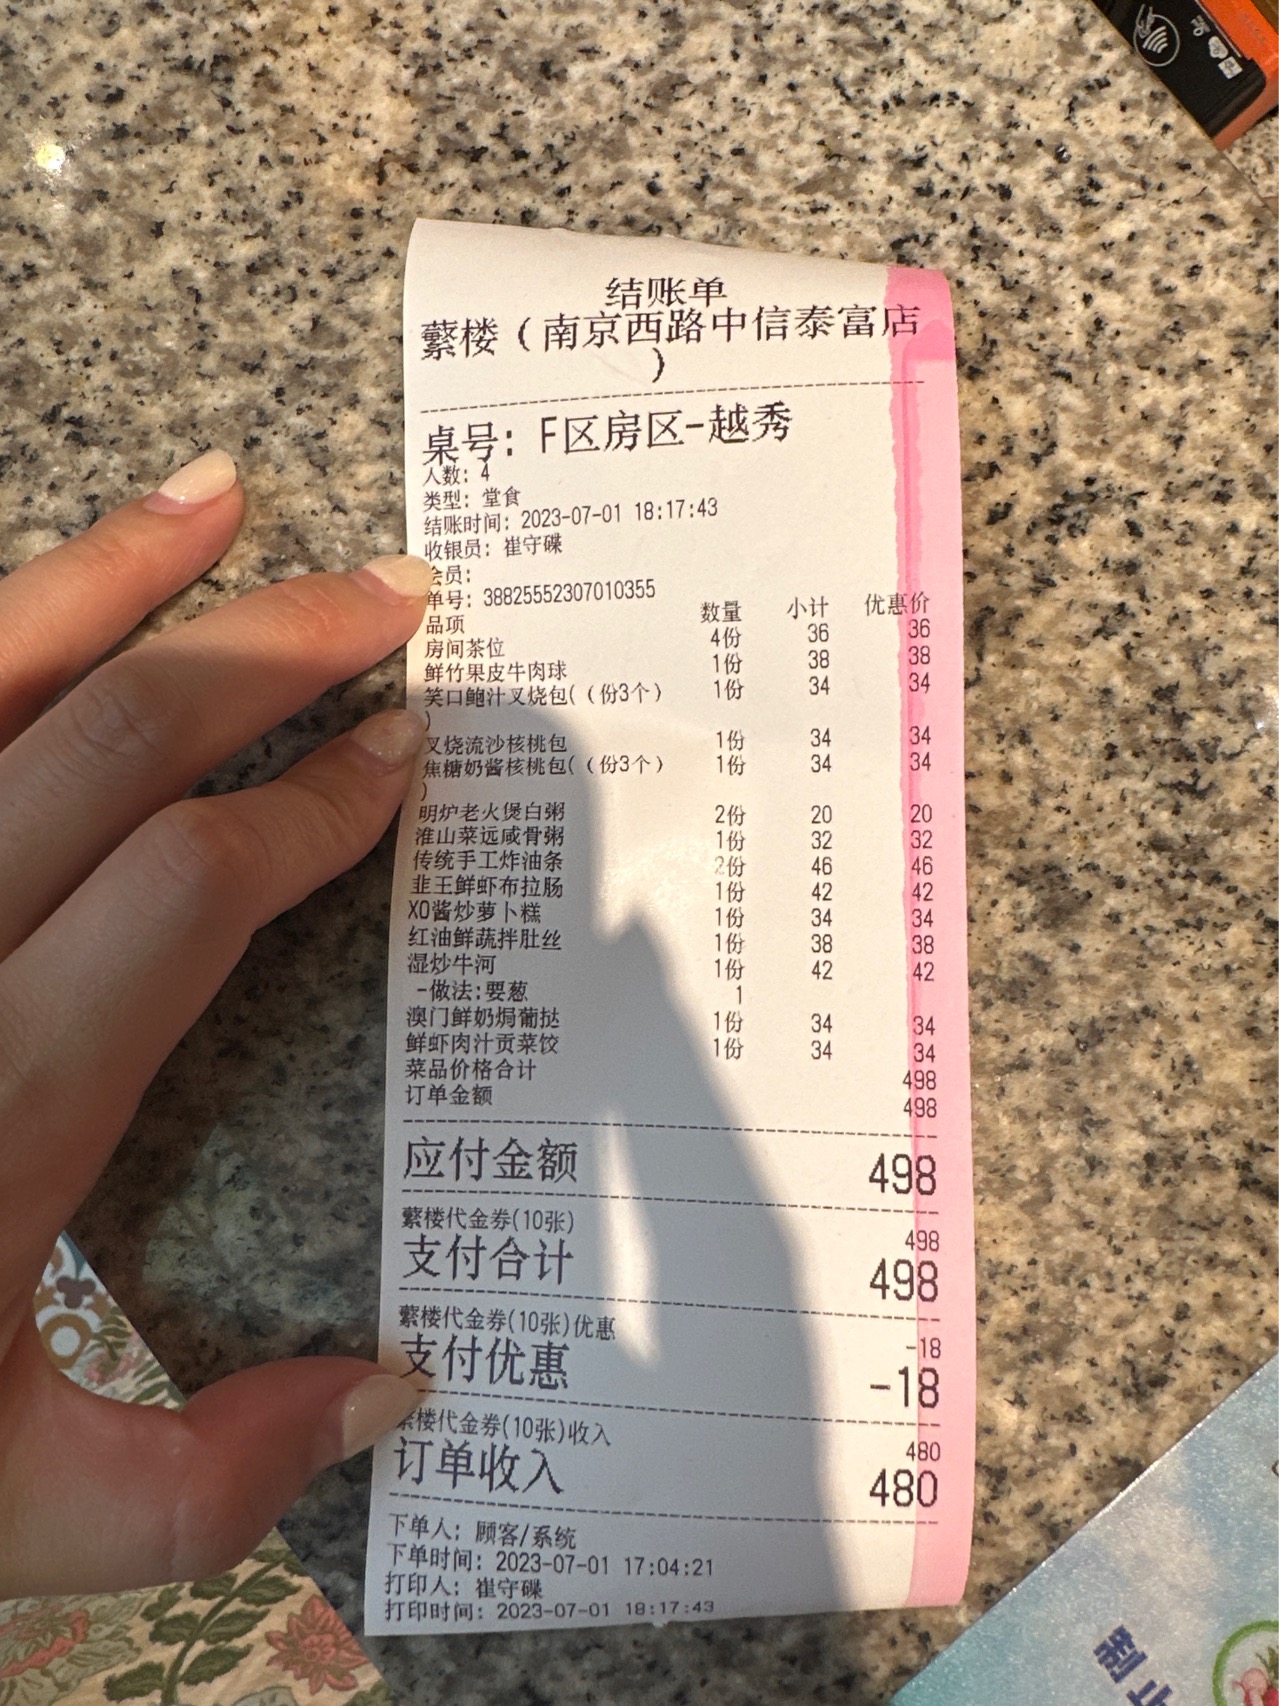 结账单
蘩楼（南京西路中信泰富店
）
桌号: F区房区-越秀
人数: 4
类型: 堂食
结账时间: 2023-07-01 18:17:43
收银员: 崔守碟
会员:
单号: 38825552307010355
品项 数量 小计 优惠价
房间茶位 4份 36 36
鲜竹果皮牛肉球 1份 38 38
笑口鲍汁叉烧包(（份3个） 1份 34 34
)
叉烧流沙核桃包 1份 34 34
焦糖奶酱核桃包(（份3个） 1份 34 34
)
明炉老火煲白粥 2份 20 20
淮山菜远咸骨粥 1份 32 32
传统手工炸油条 2份 46 46
韭王鲜虾布拉肠 1份 42 42
XO酱炒萝卜糕 1份 34 34
红油鲜蔬拌肚丝 1份 38 38
湿炒牛河 1份 42 42
-做法:要葱 1
澳门鲜奶焗葡挞 1份 34 34
鲜虾肉汁贡菜饺 1份 34 34
菜品价格合计 498
订单金额 498
应付金额 498
蘩楼代金券(10张) 498
支付合计 498
蘩楼代金券(10张)优惠 -18
支付优惠 -18
蘩楼代金券(10张)收入 480
订单收入 480
下单人: 顾客/系统
下单时间: 2023-07-01 17:04:21
打印人: 崔守碟
打印时间: 2023-07-01 18:17:43